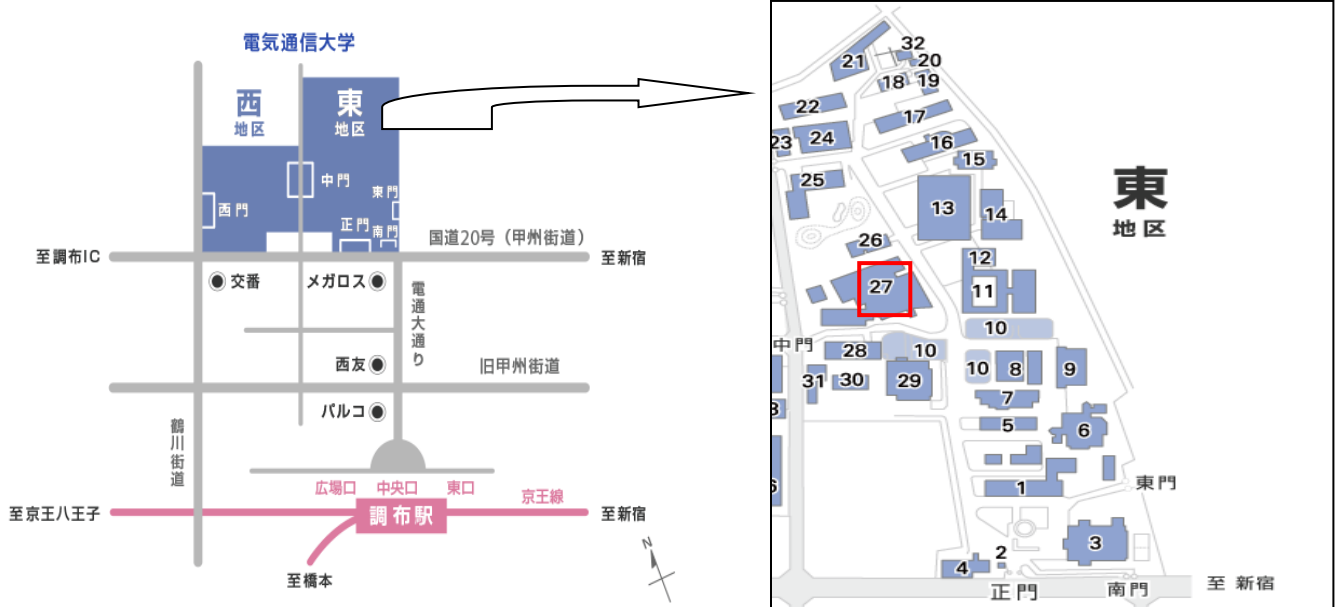 電気通信大学
西
地区
東
地区
中門
東門
西門
正門
南門
国道20号（甲州街道）
至調布IC
至新宿
交番
メガロス
電通大通り
西友
旧甲州街道
パルコ
鶴川街道
広場口
中央口
東口
京王線
至京王八王子
調布駅
至新宿
至橋本
N
32
21
20
18
19
22
17
23
24
16
15
25
東
地区
13
14
26
12
27
11
10
中門
28
10
10
8
9
31
30
29
7
5
6
1
東門
3
2
4
正門
南門
至 新宿